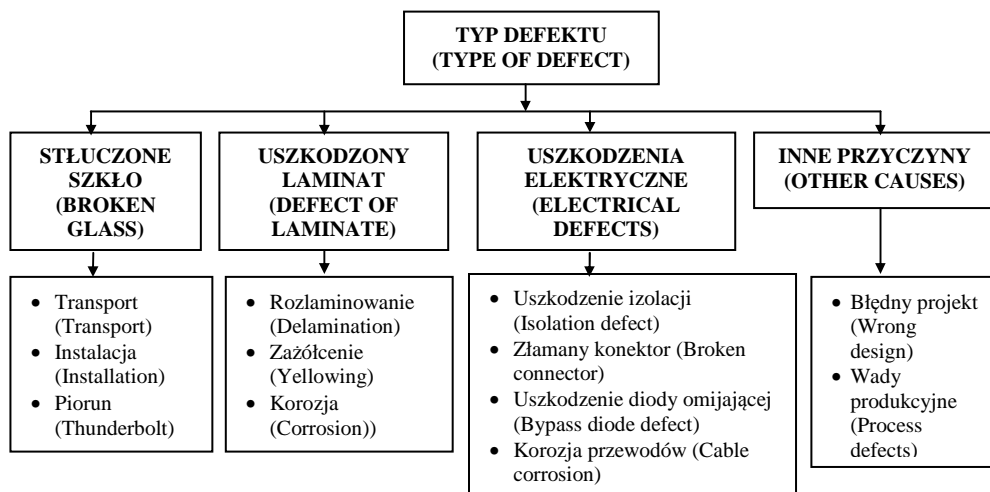 TYP DEFEKTU
(TYPE OF DEFECT)
STŁUCZONE
SZKŁO
(BROKEN
GLASS)
USZKODZONY
LAMINAT
(DEFECT OF
LAMINATE)
USZKODZENIA
ELEKTRYCZNE
(ELECTRICAL
DEFECTS)
INNE PRZYCZYNY
(OTHER CAUSES)
• Transport
(Transport)
• Instalacja
(Installation)
• Piorun
(Thunderbolt)
• Rozlaminowanie
(Delamination)
• Zażółcenie
(Yellowing)
• Korozja
(Corrosion))
• Uszkodzenie izolacji
(Isolation defect)
• Złamany konektor (Broken
connector)
• Uszkodzenie diody omijającej
(Bypass diode defect)
• Korozja przewodów (Cable
corrosion)
• Błędny projekt
(Wrong
design)
• Wady
produkcyjne
(Process
defects)